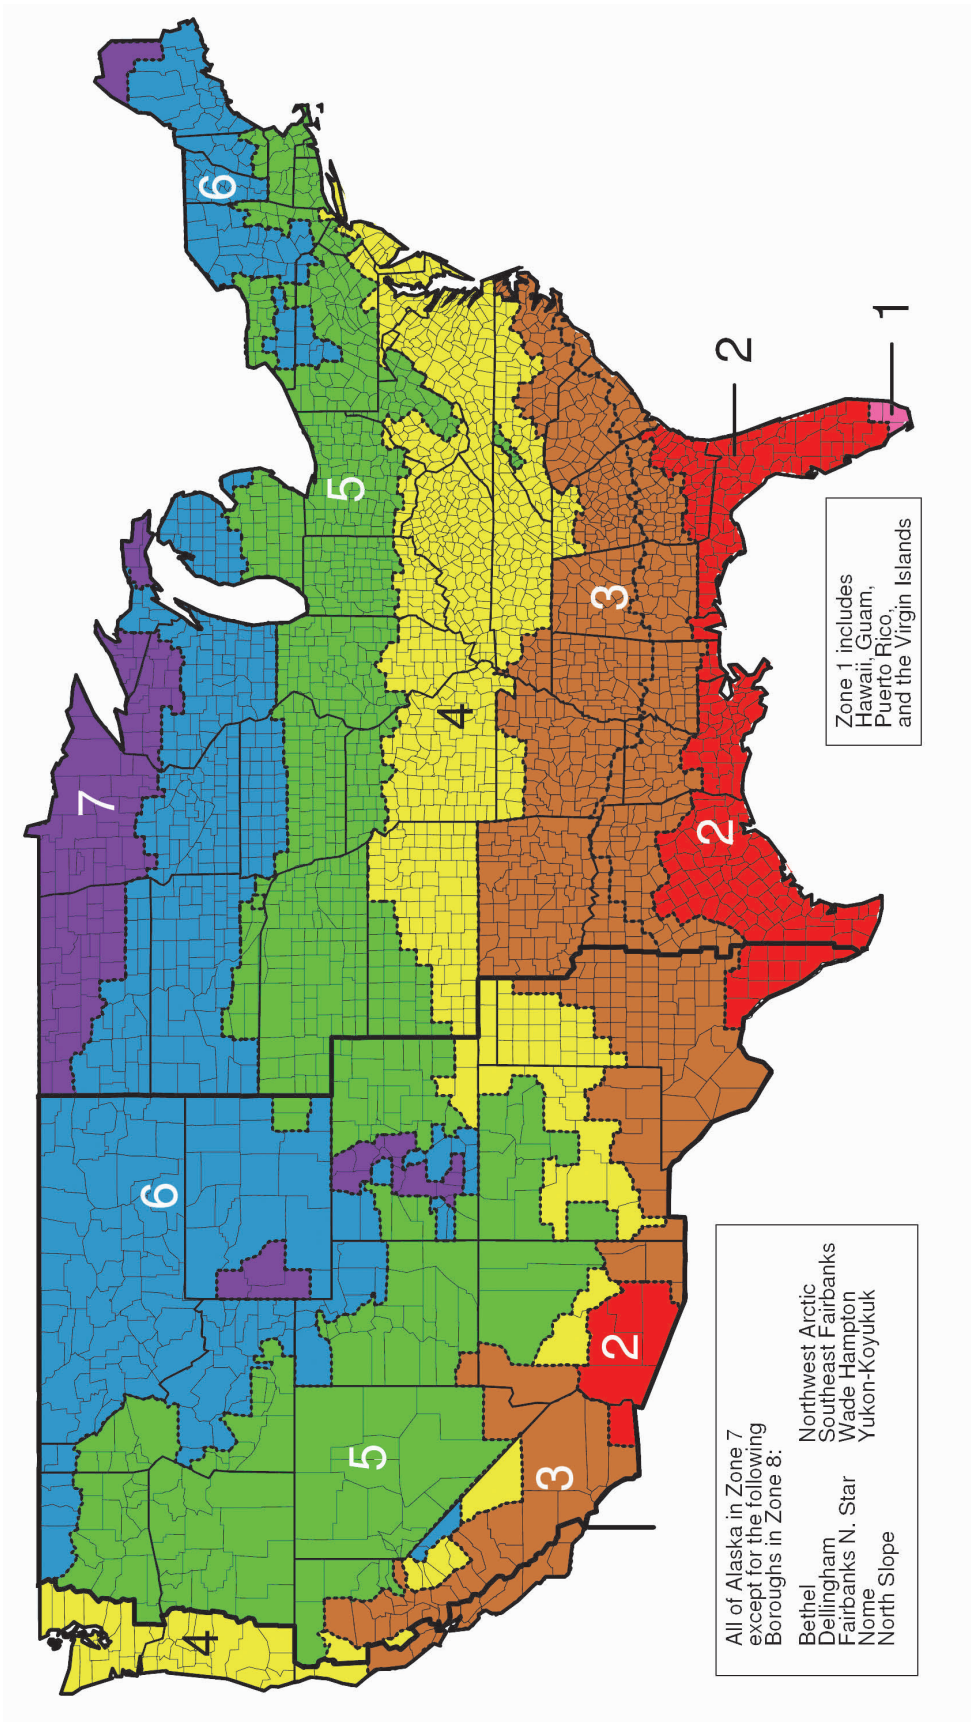 7
6
6
5
5
4
4
3
3
2
2
2
1
Zone 1 includes
Hawaii, Guam,
Puerto Rico,
and the Virgin Islands
All of Alaska in Zone 7
except for the following
Boroughs in Zone 8:
Bethel
Dellingham
Fairbanks N. Star
Nome
North Slope
Northwest Arctic
Southeast Fairbanks
Wade Hampton
Yukon-Koyukuk